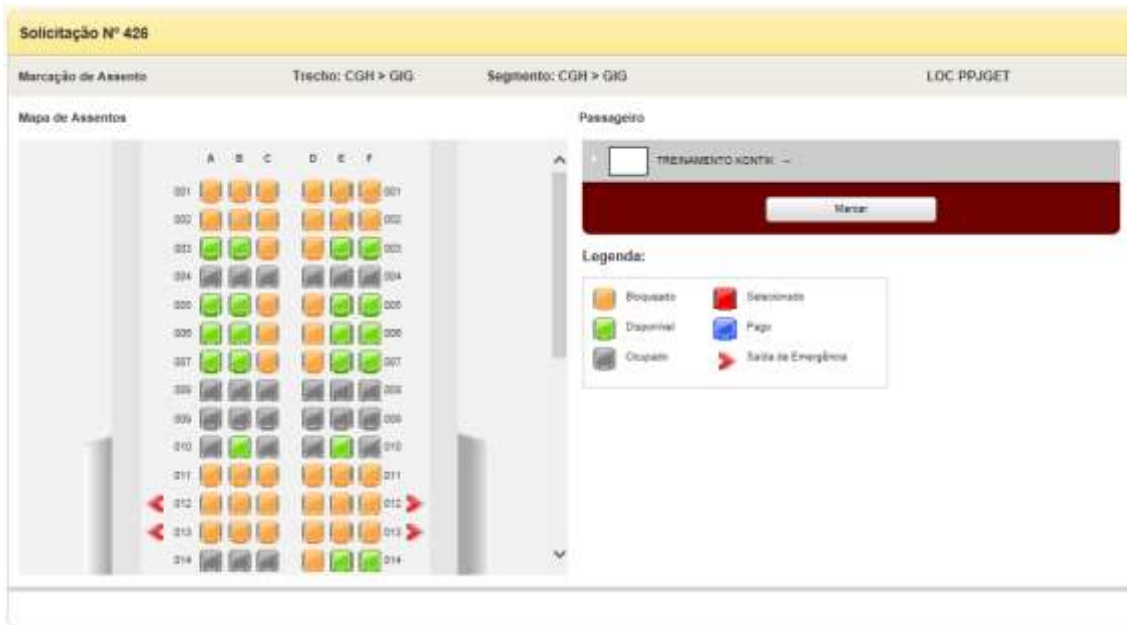 Solicitação Nº 426
Marcação de Assento Trecho: CGH > GIG Segmento: CGH > GIG LOC PPJGET
Mapa de Assentos Passageiro
A B C D E F
TREINAMENTO KONTIK --
Marcar
Legenda:
Bloqueado Selecionado
Disponível Pago
Ocupado Saída de Emergência
001 001
002 002
003 003
004 004
005 005
006 006
007 007
008 008
009 009
010 010
011 011
012 012
013 013
014 014